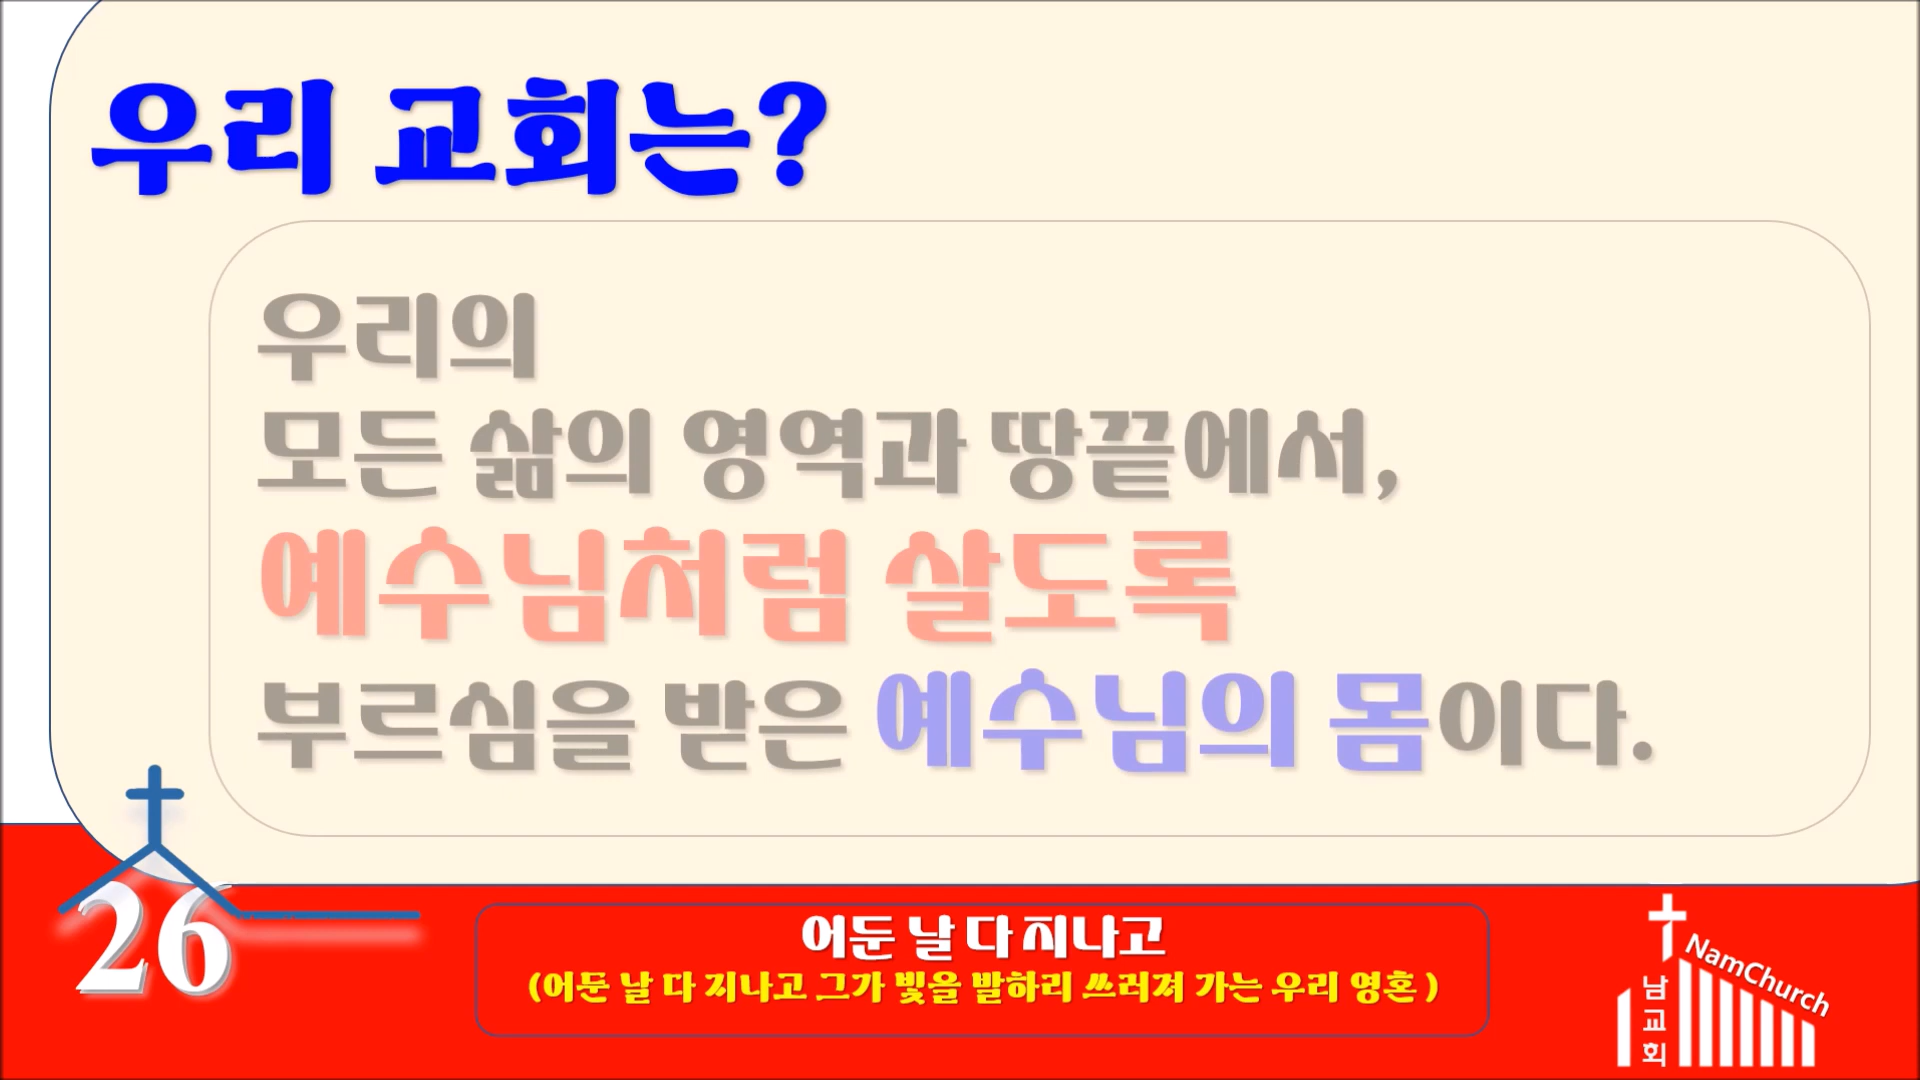 우리 교회는?
우리의
모든 삶의 영역과 땅끝에서,
예수님처럼 살도록
부르심을 받은 예수님의 몸이다.
26
어둔 날 다 지나고
(어둔 날 다 지나고 그가 빛을 발하리 쓰러져 가는 우리 영혼 )
NamChurch
남교회